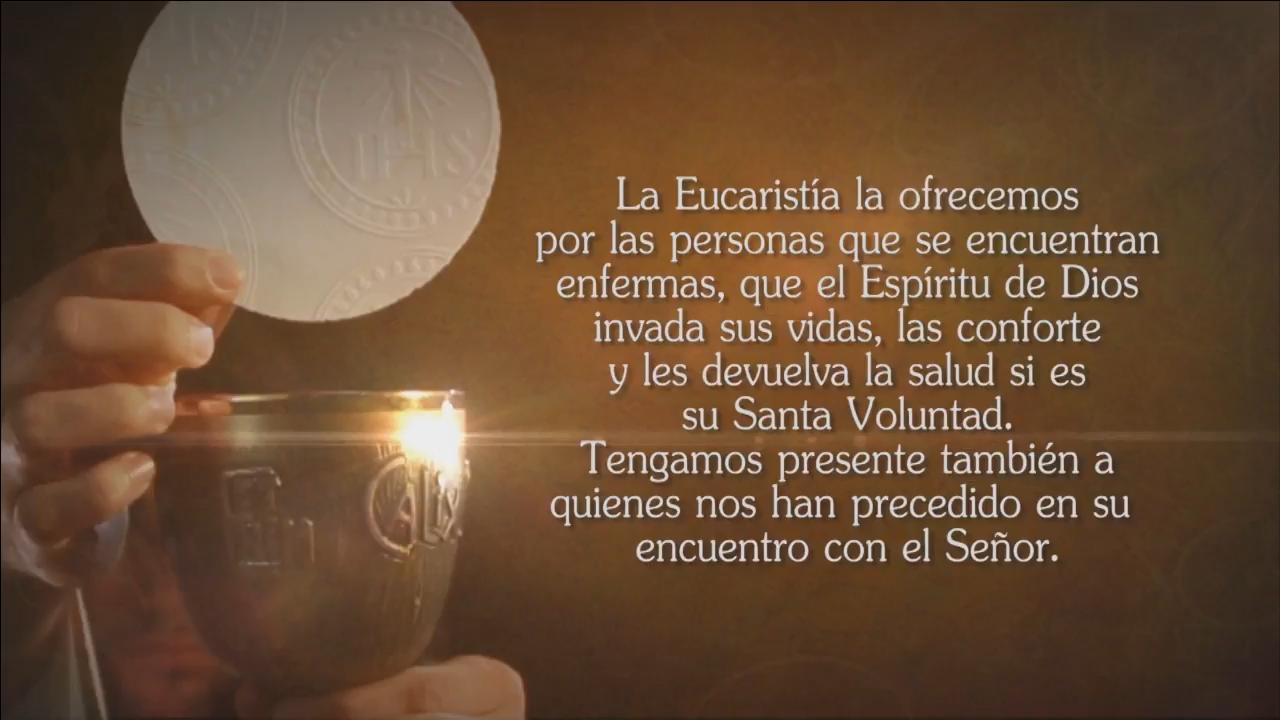 IHS
La Eucaristía la ofrecemos
por las personas que se encuentran
enfermas, que el Espíritu de Dios
invada sus vidas, las conforte
y les devuelva la salud si es
su Santa Voluntad.
Tengamos presente también a
quienes nos han precedido en su
encuentro con el Señor.